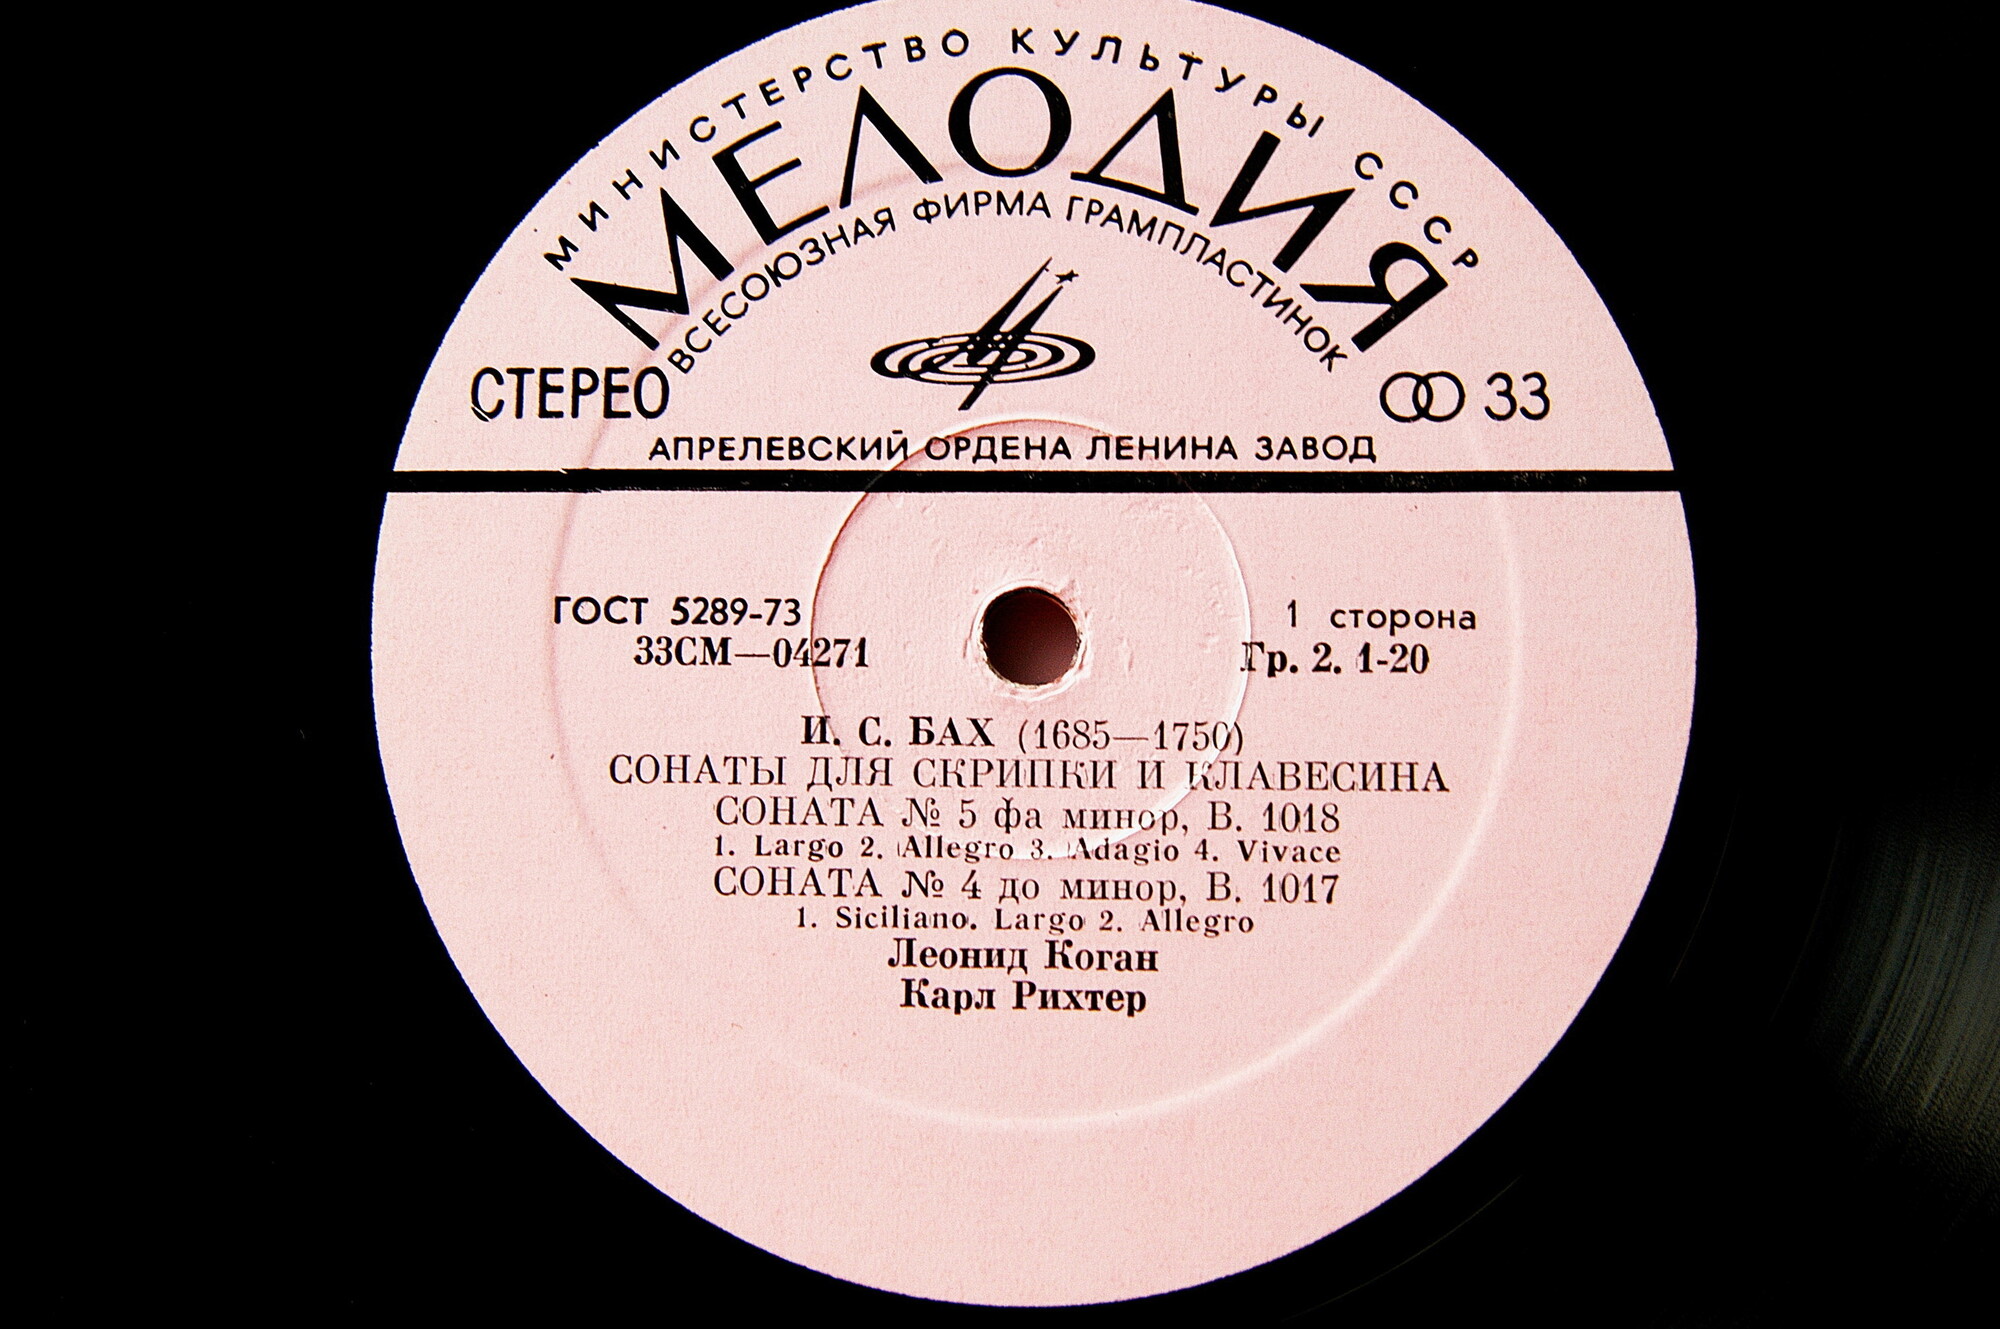 МИНИСТЕРСТВО КУЛЬТУРЫ СССР
МЕЛОДИЯ
ВСЕСОЮЗНАЯ ФИРМА ГРАМПЛАСТИНОК
СТЕРЕО
33
АПРЕЛЕВСКИЙ ОРДЕНА ЛЕНИНА ЗАВОД
ГОСТ 5289-73
1 сторона
33СМ—04271
Гр. 2. 1-20
И. С. БАХ (1685—1750)
СОНАТЫ ДЛЯ СКРИПКИ И КЛАВЕСИНА
СОНАТА № 5 фа минор, В. 1018
1. Largo 2. Allegro 3. Adagio 4. Vivace
СОНАТА № 4 до минор, В. 1017
1. Siciliano. Largo 2. Allegro
Леонид Коган
Карл Рихтер